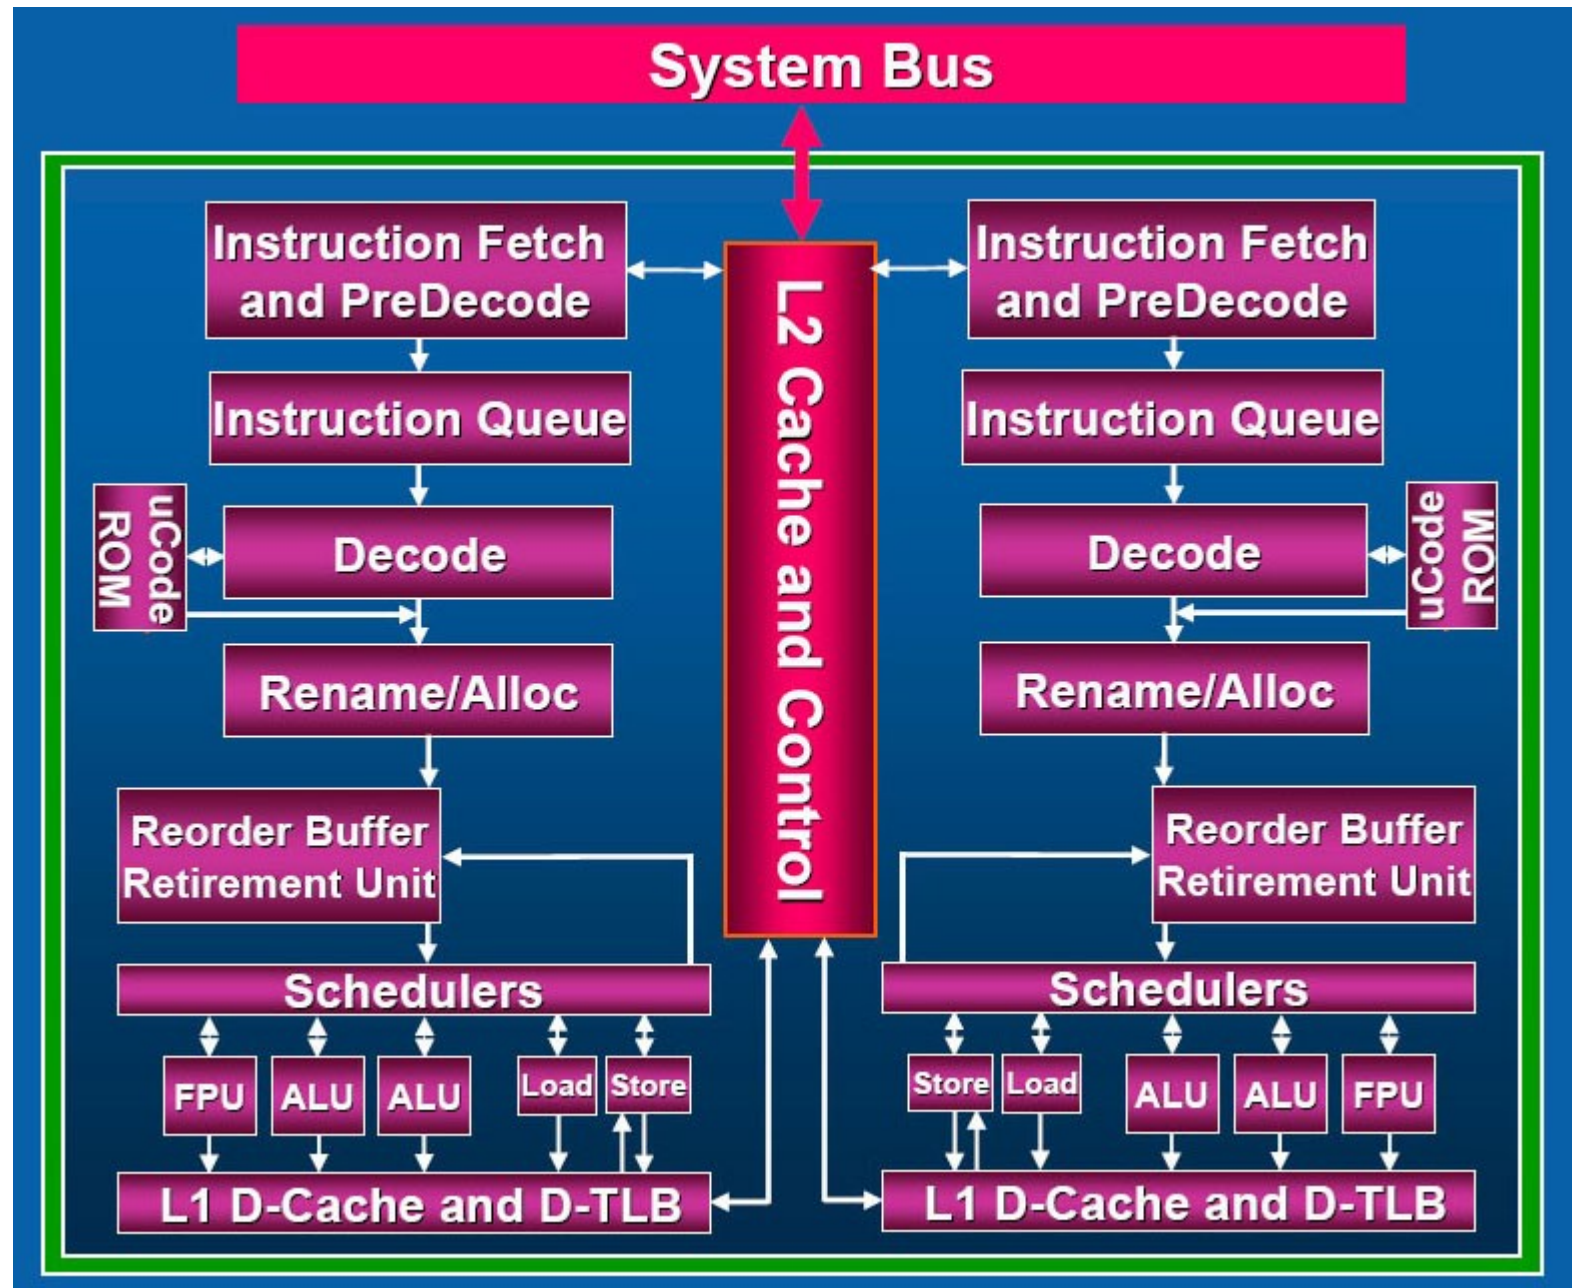 System Bus
Instruction Fetch
and PreDecode
Instruction Queue
uCode
ROM
Decode
Rename/Alloc
Reorder Buffer
Retirement Unit
Schedulers
FPU
ALU
ALU
Load
Store
L1 D-Cache and D-TLB
L2 Cache and Control
Instruction Fetch
and PreDecode
Instruction Queue
Decode
uCode
ROM
Rename/Alloc
Reorder Buffer
Retirement Unit
Schedulers
Store
Load
ALU
ALU
FPU
L1 D-Cache and D-TLB